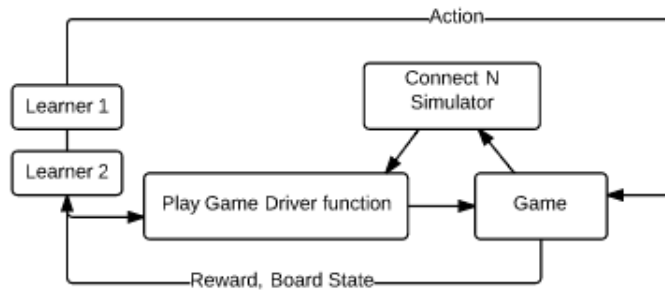 Action
Connect N
Simulator
Learner 1
Learner 2
Play Game Driver function
Game
Reward, Board State